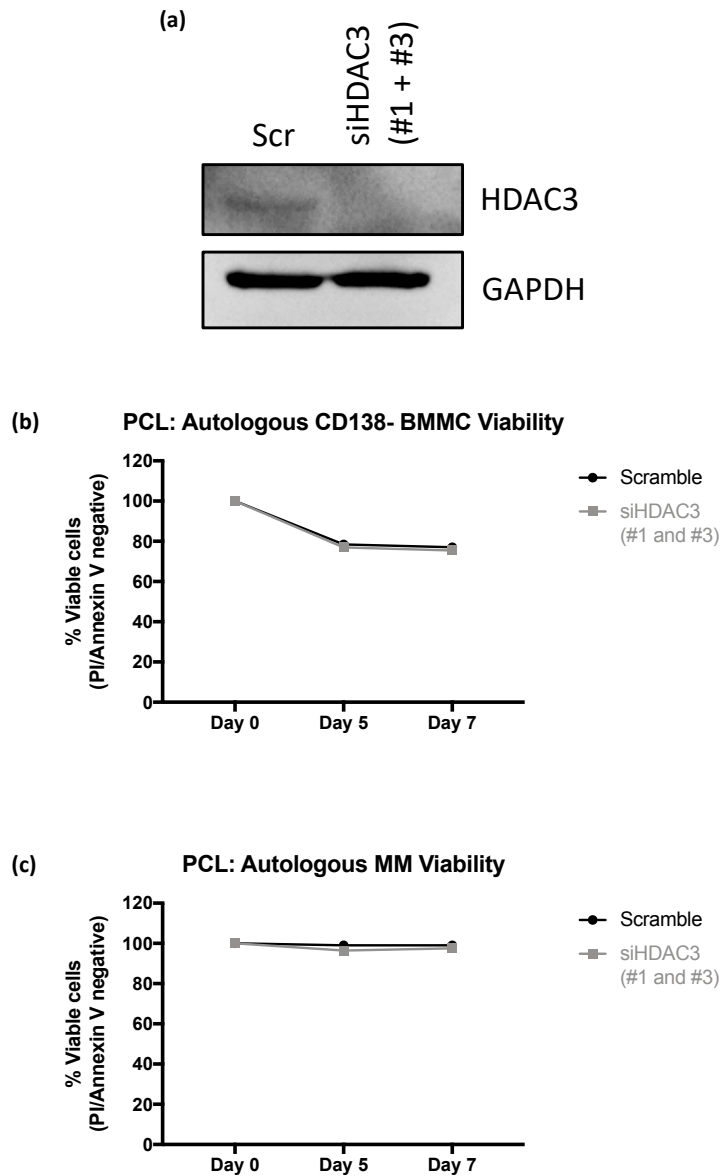 (a)
Scr
siHDAC3
(#1 + #3)
HDAC3
GAPDH
(b)
PCL: Autologous CD138- BMMC Viability
% Viable cells
(PI/Annexin V negative)
120
100
80
60
40
20
0
Day 0 Day 5 Day 7
Scramble
siHDAC3
(#1 and #3)
(c)
PCL: Autologous MM Viability
% Viable cells
(PI/Annexin V negative)
120
100
80
60
40
20
0
Day 0 Day 5 Day 7
Scramble
siHDAC3
(#1 and #3)